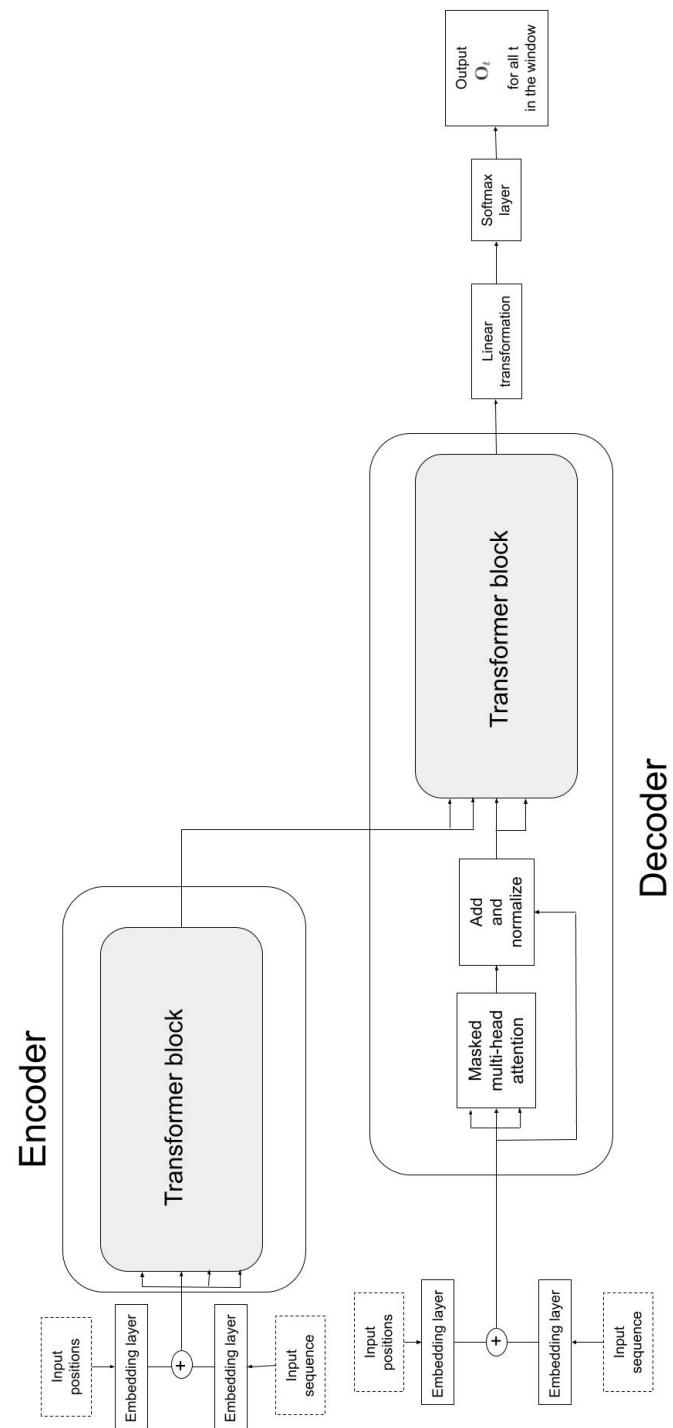 Encoder
Input
positions
Embedding layer
+
Embedding layer
Input
sequence
Transformer block
Input
positions
Embedding layer
+
Embedding layer
Input
sequence
Masked
multi-head
attention
Add
and
normalize
Transformer block
Decoder
Linear
transformation
Softmax
layer
Output
Oₜ
for all t
in the window